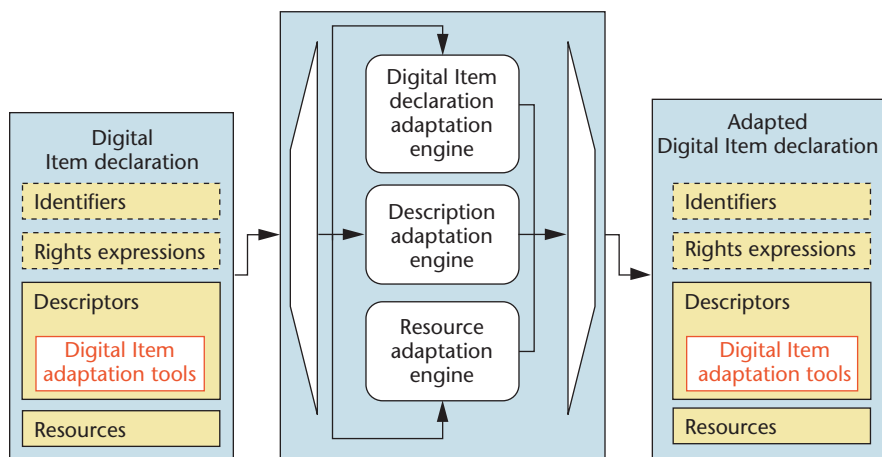 Digital
Item declaration
Identifiers
Rights expressions
Descriptors
Digital Item
adaptation tools
Resources
Digital Item
declaration
adaptation
engine
Description
adaptation
engine
Resource
adaptation
engine
Adapted
Digital Item declaration
Identifiers
Rights expressions
Descriptors
Digital Item
adaptation tools
Resources